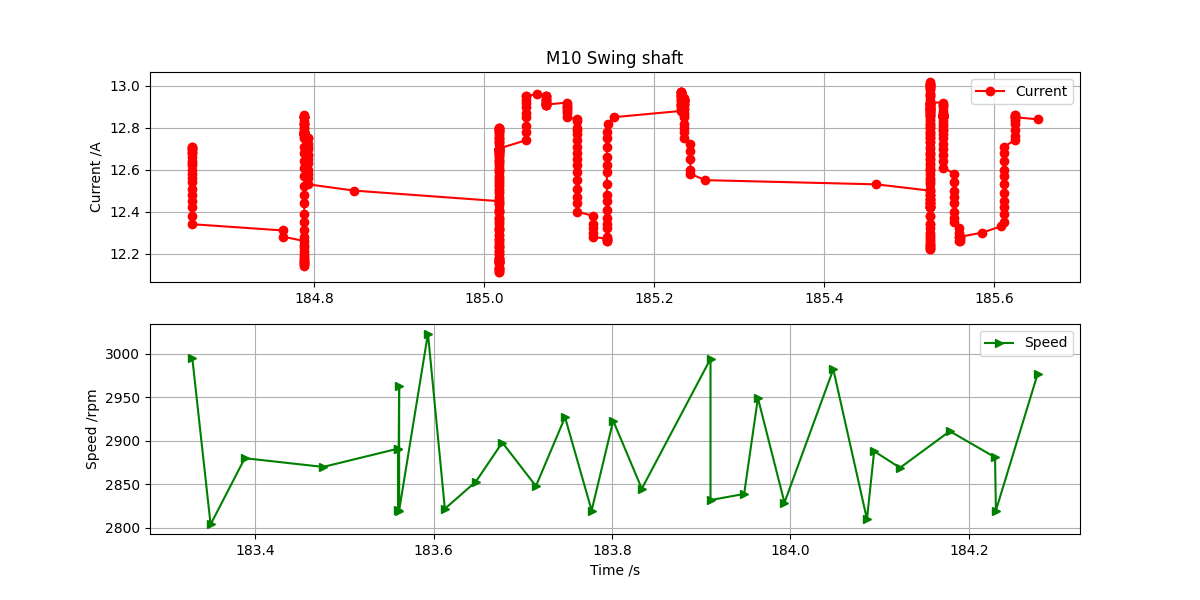 M10 Swing shaft
Current /A
13.0
12.8
12.6
12.4
12.2
Current
184.8 185.0 185.2 185.4 185.6
Speed /rpm
3000
2950
2900
2850
2800
Speed
183.4 183.6 183.8 184.0 184.2
Time /s